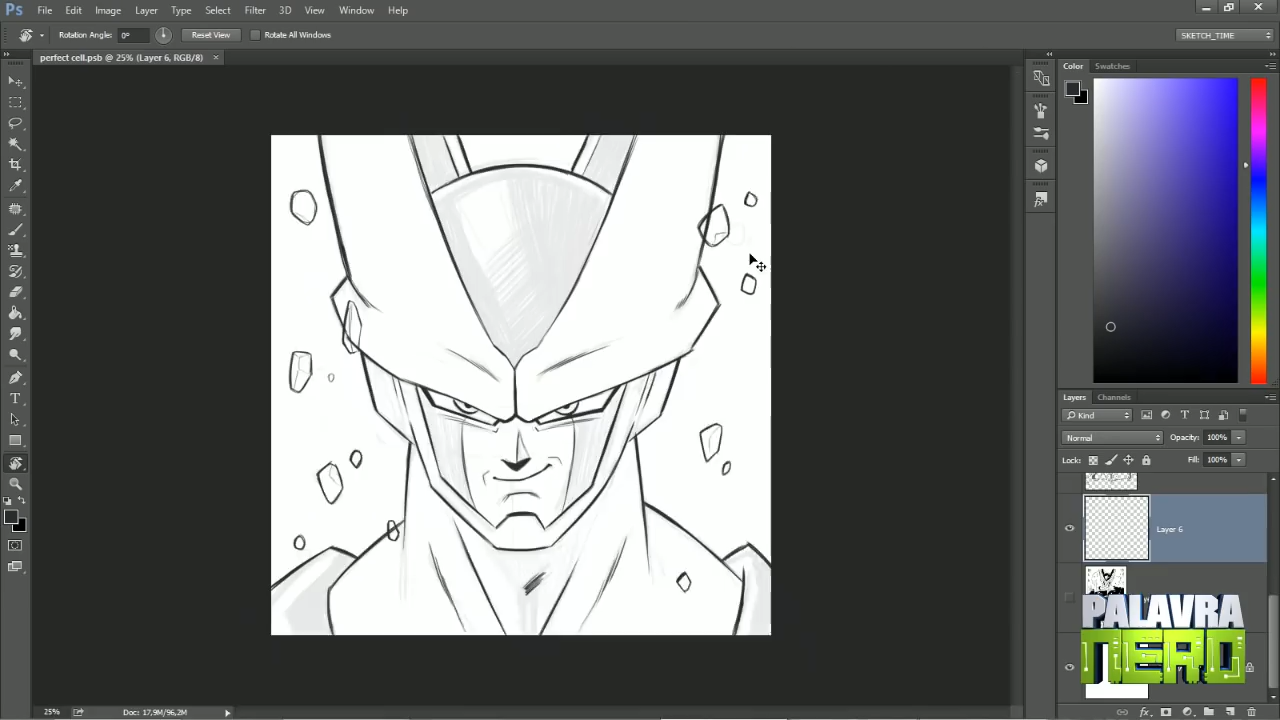 Ps File Edit Image Layer Type Select Filter 3D View Window Help
Rotation Angle: 0° Reset View Rotate All Windows SKETCH_TIME
perfect cell.psb @ 25% (Layer 6, RGB/8) ×
Color Swatches
Layers Channels
Kind
Normal Opacity: 100%
Lock: Fill: 100%
Layer 6
PALAVRA
NERD
25% Doc: 17,9M/96,2M